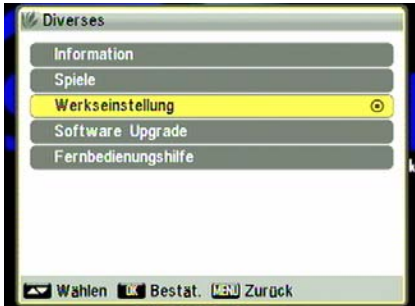 Diverses
Information
Spiele
Werkseinstellung
Software Upgrade
Fernbedienungshilfe
Wählen OK Bestät. MENU Zurück